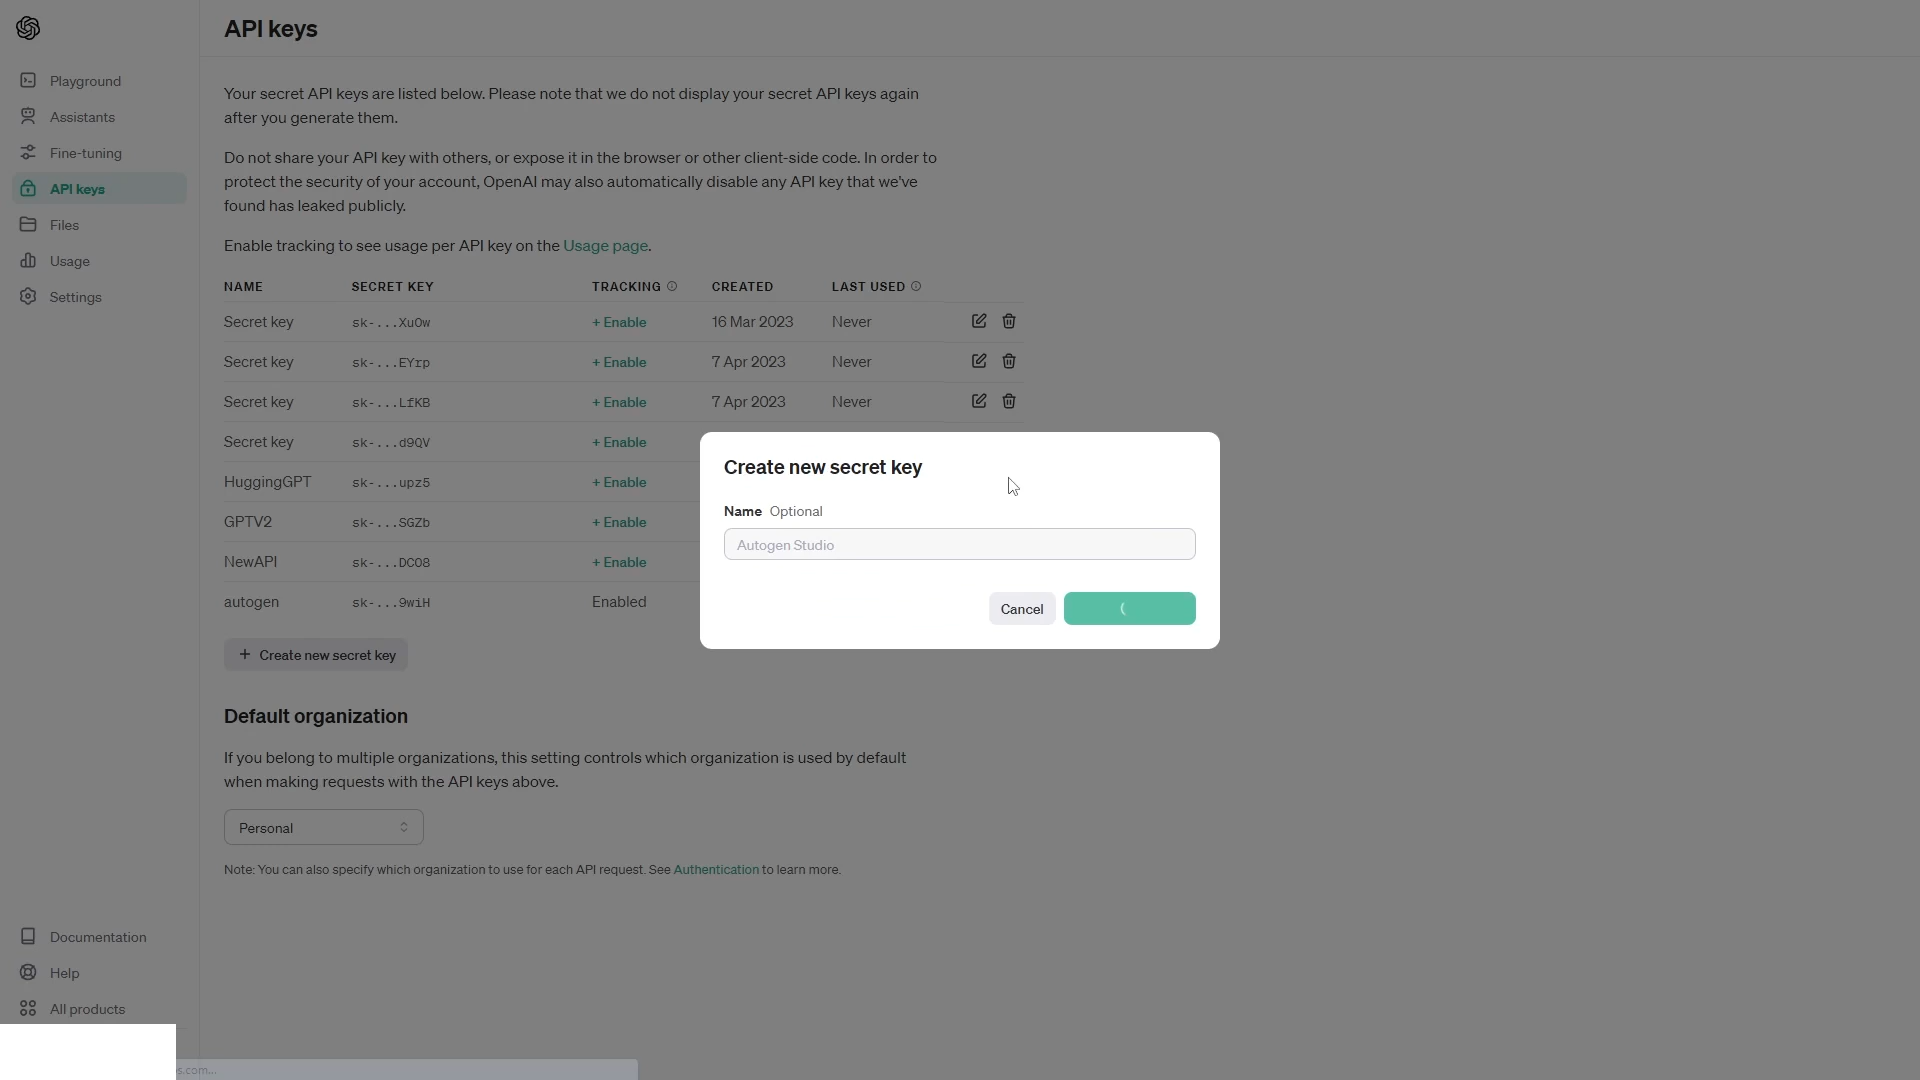 API keys
Playground
Assistants
Fine-tuning
API keys
Files
Usage
Settings
Your secret API keys are listed below. Please note that we do not display your secret API keys again
after you generate them.
Do not share your API key with others, or expose it in the browser or other client-side code. In order to
protect the security of your account, OpenAI may also automatically disable any API key that we've
found has leaked publicly.
Enable tracking to see usage per API key on the Usage page.
NAME SECRET KEY TRACKING CREATED LAST USED
Secret key sk-...XuOw + Enable 16 Mar 2023 Never
Secret key sk-...EYrp + Enable 7 Apr 2023 Never
Secret key sk-...LfKB + Enable 7 Apr 2023 Never
Secret key sk-...d9QV + Enable
HuggingGPT sk-...upz5 + Enable
GPTV2 sk-...SGZb + Enable
NewAPI sk-...DCO8 + Enable
autogen sk-...9wiH Enabled
+ Create new secret key
Create new secret key
Name Optional
Autogen Studio
Cancel
Default organization
If you belong to multiple organizations, this setting controls which organization is used by default
when making requests with the API keys above.
Personal
Note: You can also specify which organization to use for each API request. See Authentication to learn more.
Documentation
Help
All products
s.com...